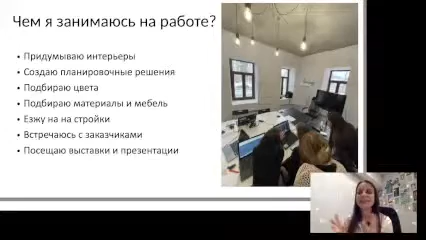 Чем я занимаюсь на работе?
• Придумываю интерьеры
• Создаю планировочные решения
• Подбираю цвета
• Подбираю материалы и мебель
• Езжу на на стройки
• Встречаюсь с заказчиками
• Посещаю выставки и презентации